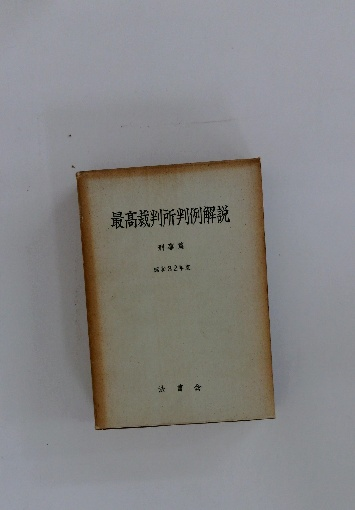 最高裁判所判例解説
刑事篇
昭和32年度
法曹会